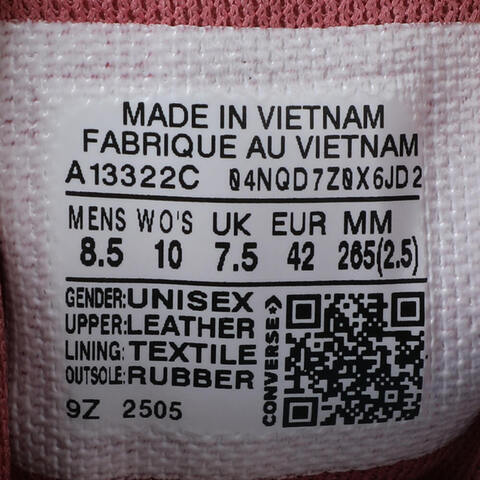 MADE IN VIETNAM
FABRIQUE AU VIETNAM
A13322C 04NQD7Z0X6JD2
MENS WO'S UK EUR MM
8.5 10 7.5 42 265(2.5)
GENDER:UNISEX
UPPER:LEATHER
LINING:TEXTILE
OUTSOLE:RUBBER
CONVERSE
9Z 2505